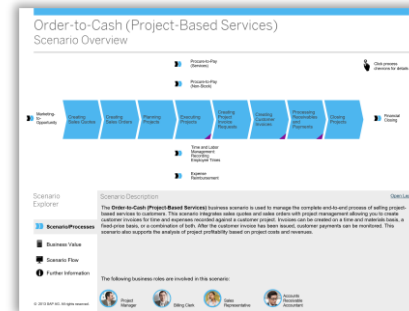 Order-to-Cash (Project-Based Services)
Scenario Overview
Procure-to-Pay
(Services)
Click process
chevrons for details
Procure-to-Pay
(Non-Stock)
Marketing-
to-
Opportunity
Creating
Sales Quotes
Creating
Sales Orders
Planning
Projects
Executing
Projects
Creating
Project
Invoice
Requests
Creating
Customer
Invoices
Processing
Receivables
and
Payments
Closing
Projects
Financial
Closing
Time and Labor
Management
Recording
Employee Times
Expense
Reimbursement
Scenario
Explorer
Scenario Description
Scenario/Processes
Business Value
Scenario Flow
Further Information
The Order-to-Cash (Project-Based Services) business scenario is used to manage the complete end-to-end process of selling project-
based services to customers. This scenario integrates sales quotes and sales orders with project management allowing you to create
customer invoices for time and expenses recorded against a customer project. Invoices can be created on a time and materials basis, a
fixed-price basis, or a combination of both. After the customer invoice has been issued, customer payments can be monitored. This
scenario also supports the analysis of project profitability based on project costs and revenues.
The following business roles are involved in this scenario:
Project
Manager
Billing Clerk
Sales
Representative
Accounts
Receivable
Accountant
© 2013 SAP AG. All rights reserved.